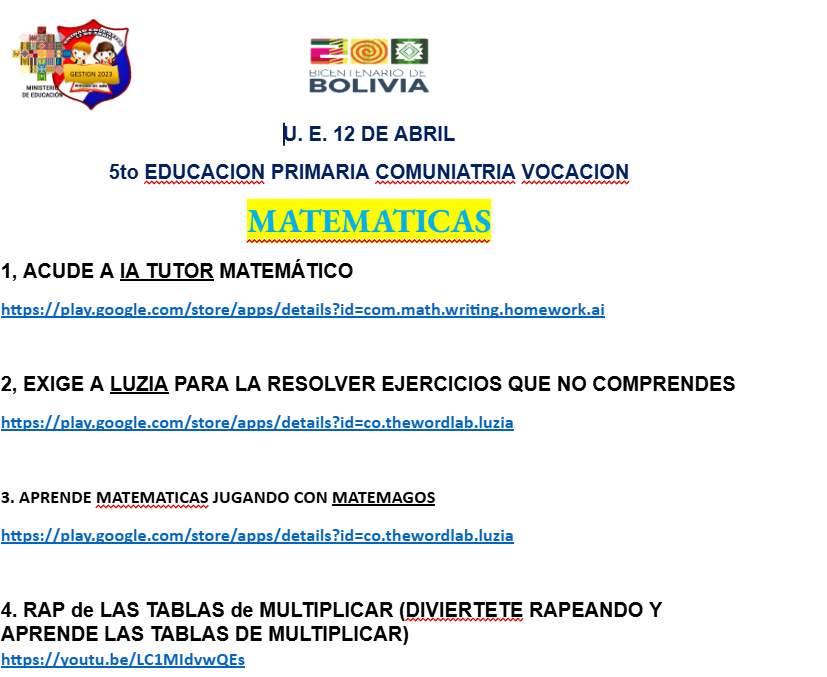 GESTION 2023
MINISTERIO
DE EDUCACIÓN
BICENTENARIO DE
BOLIVIA
U. E. 12 DE ABRIL
5to EDUCACION PRIMARIA COMUNIATRIA VOCACION
MATEMATICAS
1, ACUDE A IA TUTOR MATEMÁTICO
https://play.google.com/store/apps/details?id=com.math.writing.homework.ai
2, EXIGE A LUZIA PARA LA RESOLVER EJERCICIOS QUE NO COMPRENDES
https://play.google.com/store/apps/details?id=co.thewordlab.luzia
3. APRENDE MATEMATICAS JUGANDO CON MATEMAGOS
https://play.google.com/store/apps/details?id=co.thewordlab.luzia
4. RAP de LAS TABLAS de MULTIPLICAR (DIVIERTETE RAPEANDO Y
APRENDE LAS TABLAS DE MULTIPLICAR)
https://youtu.be/LC1MIdvwQEs